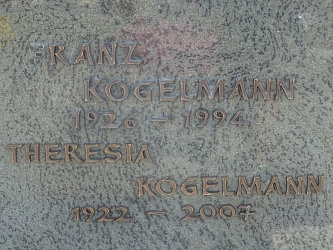 FRANZ
KOGELMANN
1926 – 1994
THERESIA
KOGELMANN
1922 – 2007